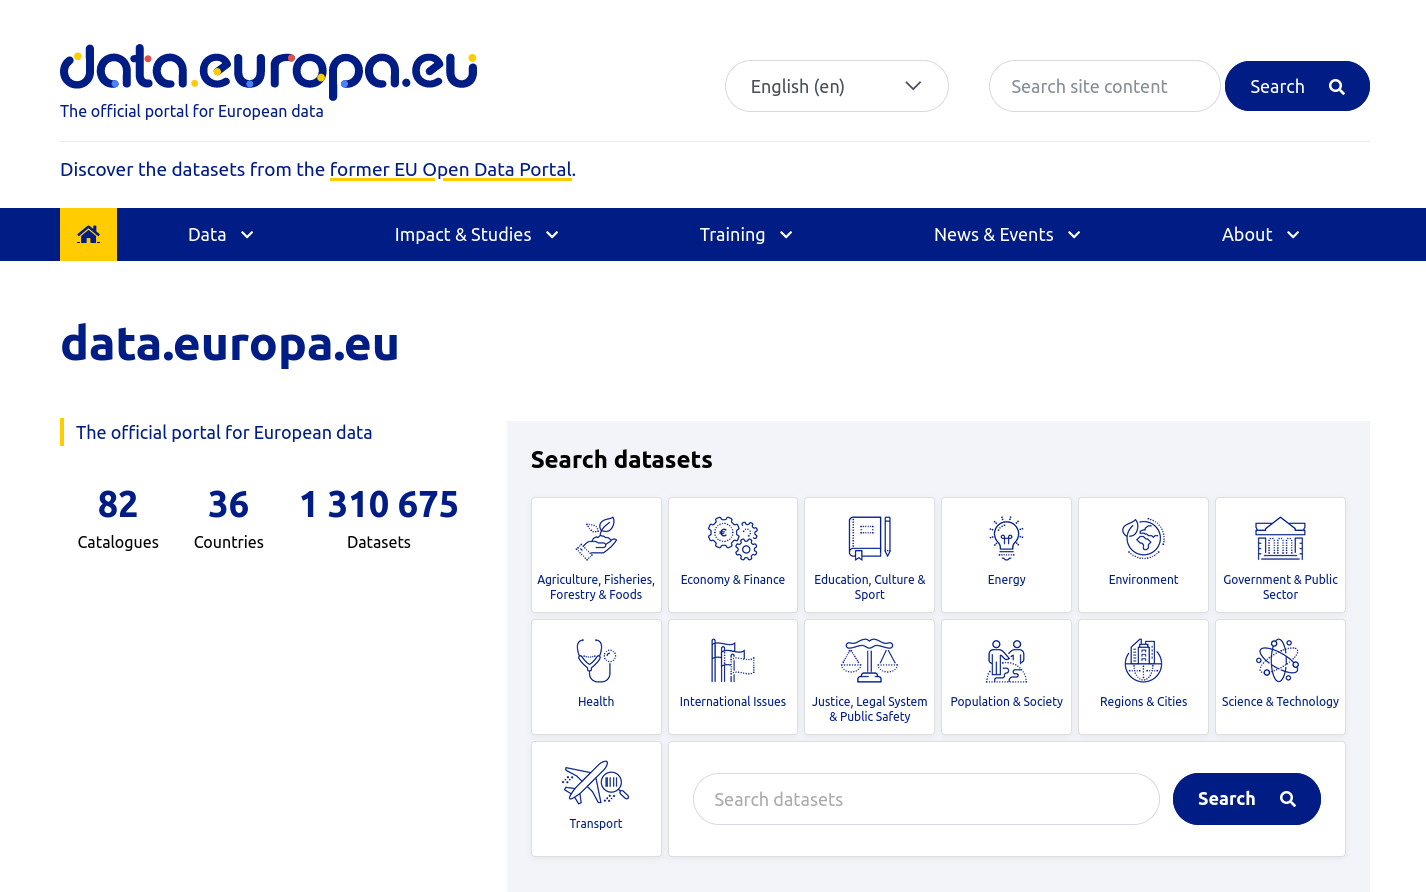 data.europa.eu
The official portal for European data
English (en)
Search site content
Search
Discover the datasets from the former EU Open Data Portal.
Data
Impact & Studies
Training
News & Events
About
data.europa.eu
The official portal for European data
82
Catalogues
36
Countries
1 310 675
Datasets
Search datasets
Agriculture, Fisheries,
Forestry & Foods
Economy & Finance
Education, Culture &
Sport
Energy
Environment
Government & Public
Sector
Health
International Issues
Justice, Legal System
& Public Safety
Population & Society
Regions & Cities
Science & Technology
Transport
Search datasets
Search